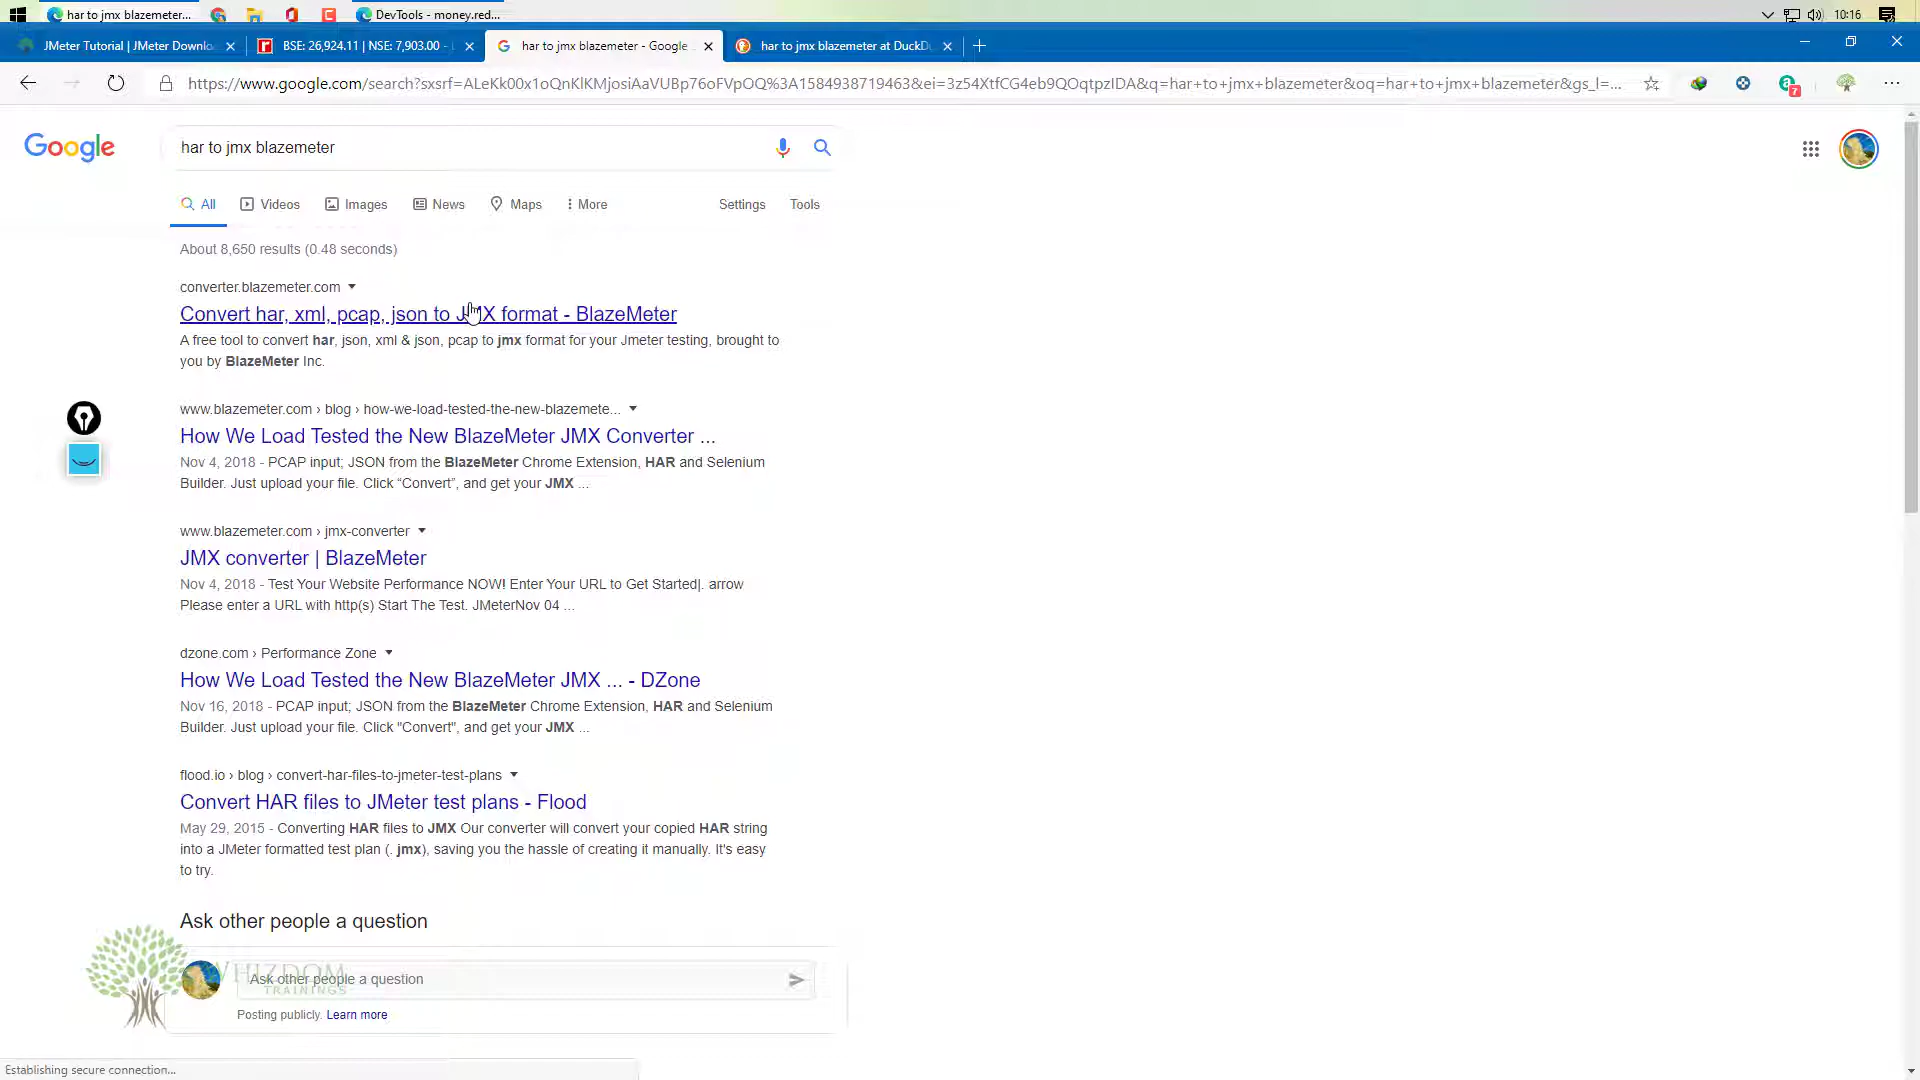 har to jmx blazemeter...
DevTools - money.red...
10:16
JMeter Tutorial | JMeter Downlo
BSE: 26,924.11 | NSE: 7,903.00 -
har to jmx blazemeter - Google
har to jmx blazemeter at DuckD
https://www.google.com/search?sxsrf=ALeKk00x1oQnKlKMjosiAaVUBp76oFVpOQ%3A1584938719463&ei=3z54XtfCG4eb9QOqtpzIDA&q=har+to+jmx+blazemeter&oq=har+to+jmx+blazemeter&gs_l=...
7
Google
har to jmx blazemeter
All
Videos
Images
News
Maps
More
Settings
Tools
About 8,650 results (0.48 seconds)
converter.blazemeter.com
Convert har, xml, pcap, json to JMX format - BlazeMeter
A free tool to convert har, json, xml & json, pcap to jmx format for your Jmeter testing, brought to
you by BlazeMeter Inc.
www.blazemeter.com › blog › how-we-load-tested-the-new-blazemete...
How We Load Tested the New BlazeMeter JMX Converter ...
Nov 4, 2018 - PCAP input; JSON from the BlazeMeter Chrome Extension, HAR and Selenium
Builder. Just upload your file. Click “Convert”, and get your JMX ...
www.blazemeter.com › jmx-converter
JMX converter | BlazeMeter
Nov 4, 2018 - Test Your Website Performance NOW! Enter Your URL to Get Started|. arrow
Please enter a URL with http(s) Start The Test. JMeterNov 04 ...
dzone.com › Performance Zone
How We Load Tested the New BlazeMeter JMX ... - DZone
Nov 16, 2018 - PCAP input; JSON from the BlazeMeter Chrome Extension, HAR and Selenium
Builder. Just upload your file. Click "Convert", and get your JMX ...
flood.io › blog › convert-har-files-to-jmeter-test-plans
Convert HAR files to JMeter test plans - Flood
May 29, 2015 - Converting HAR files to JMX Our converter will convert your copied HAR string
into a JMeter formatted test plan (. jmx), saving you the hassle of creating it manually. It's easy
to try.
Ask other people a question
WHIZDOM
TRAININGS
Ask other people a question
Posting publicly. Learn more
Establishing secure connection...